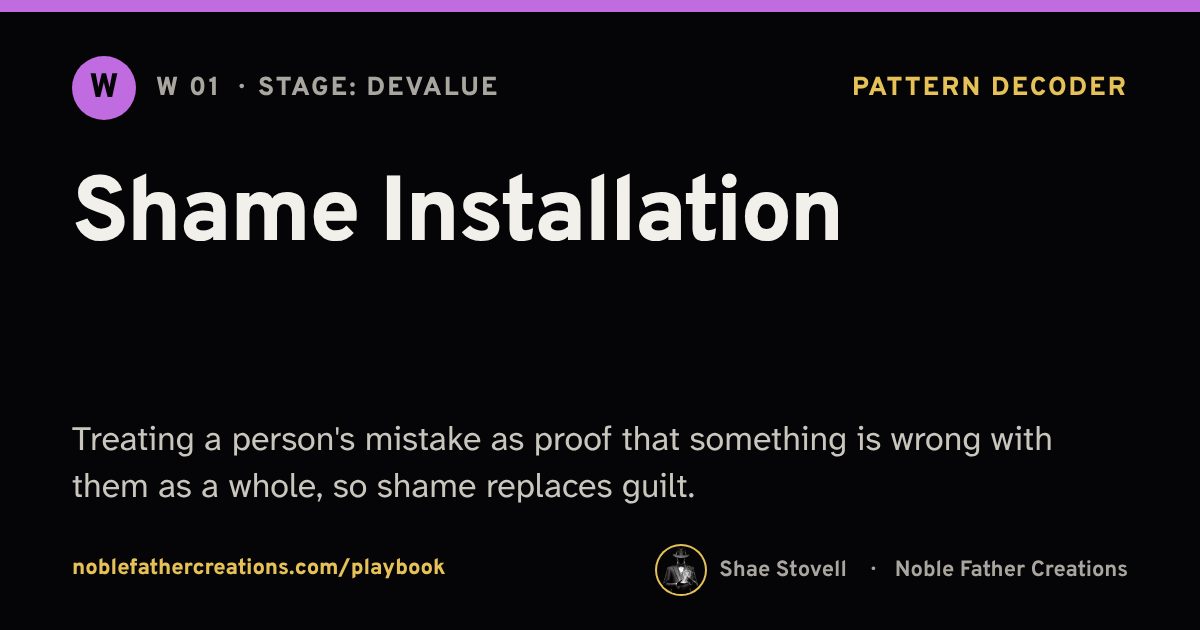 W W 01 · STAGE: DEVALUE PATTERN DECODER
Shame Installation
Treating a person's mistake as proof that something is wrong with
them as a whole, so shame replaces guilt.
noblefathercreations.com/playbook Shae Stovell · Noble Father Creations